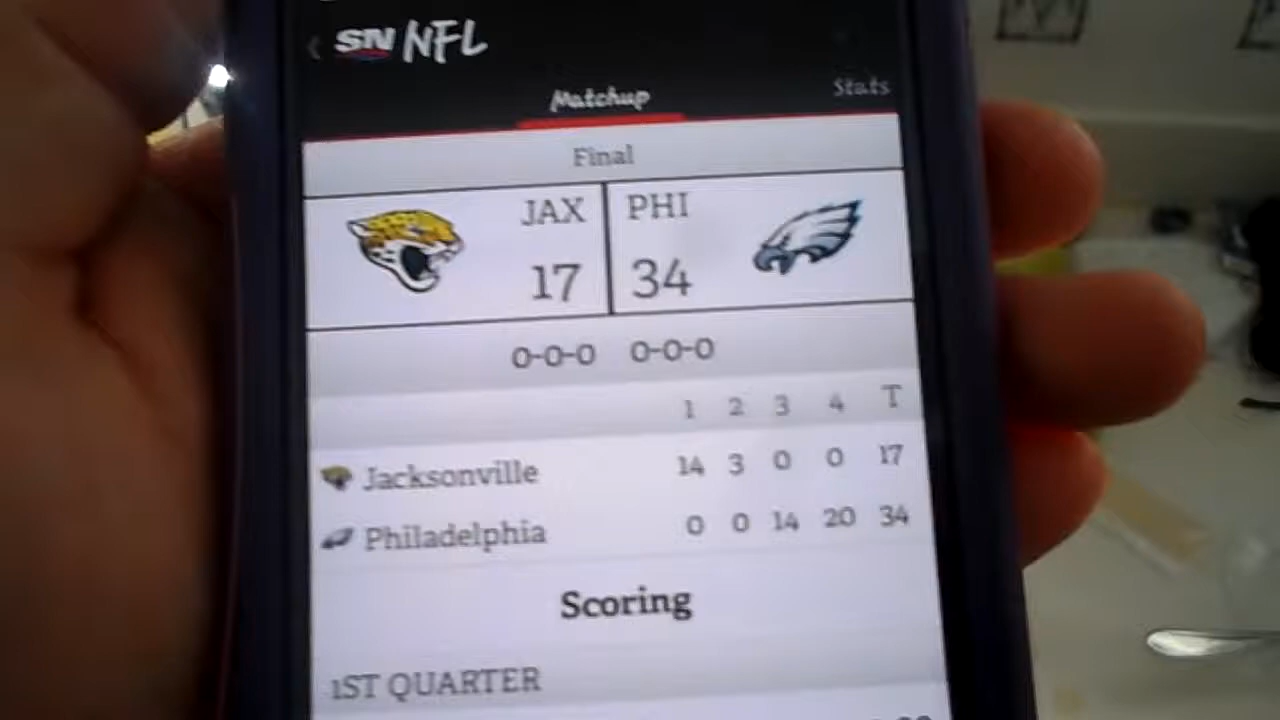 SN NFL
Matchup Stats
Final
JAX PHI
17 34
0-0-0 0-0-0
1 2 3 4 T
Jacksonville 14 3 0 0 17
Philadelphia 0 0 14 20 34
Scoring
1ST QUARTER